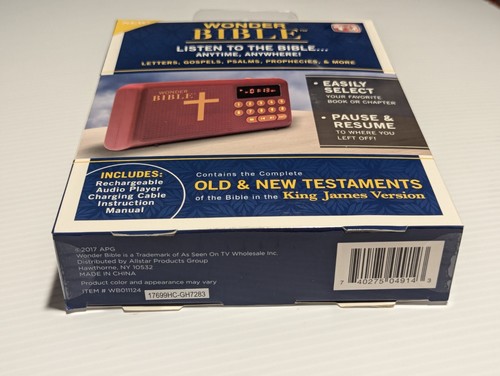 WONDER
BIBLE™
LISTEN TO THE BIBLE...
ANYTIME, ANYWHERE!
LETTERS, GOSPELS, PSALMS, PROPHECIES, & MORE
WONDER
BIBLE
• EASILY
SELECT
YOUR FAVORITE
BOOK OR CHAPTER
• PAUSE &
RESUME
TO WHERE YOU
LEFT OFF!
INCLUDES:
Rechargeable
Audio Player
Charging Cable
Instruction
Manual
Contains the Complete
OLD & NEW TESTAMENTS
of the Bible in the King James Version
©2017 APG
Wonder Bible is a Trademark of As Seen On TV Wholesale Inc.
Distributed by Allstar Products Group
Hawthorne, NY 10532
MADE IN CHINA
Product color and appearance may vary
ITEM # WB011124
17699HC-GH7283
7 40275 04914 3